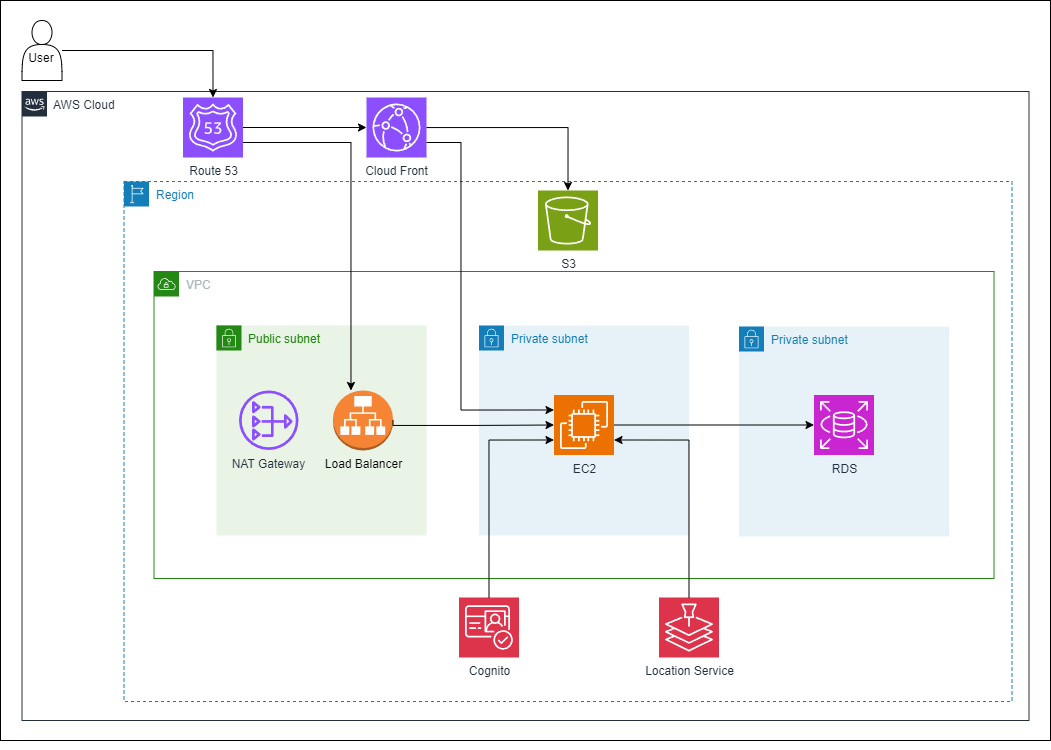 User
aws
AWS Cloud
53
Route 53
Cloud Front
Region
S3
VPC
Public subnet
Private subnet
Private subnet
NAT Gateway
Load Balancer
EC2
RDS
Cognito
Location Service